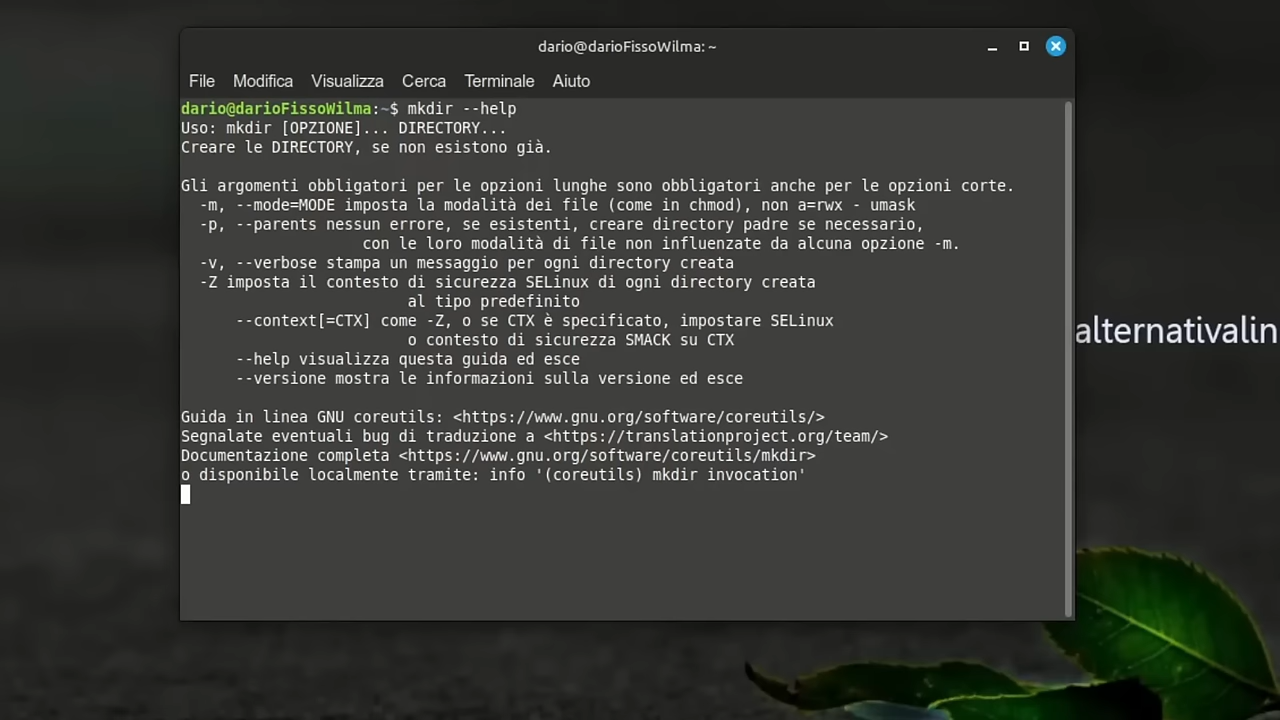 dario@darioFissoWilma: ~
File Modifica Visualizza Cerca Terminale Aiuto
dario@darioFissoWilma:~$ mkdir --help
Uso: mkdir [OPZIONE]... DIRECTORY...
Creare le DIRECTORY, se non esistono già.
Gli argomenti obbligatori per le opzioni lunghe sono obbligatori anche per le opzioni corte.
-m, --mode=MODE imposta la modalità dei file (come in chmod), non a=rwx - umask
-p, --parents nessun errore, se esistenti, creare directory padre se necessario,
con le loro modalità di file non influenzate da alcuna opzione -m.
-v, --verbose stampa un messaggio per ogni directory creata
-Z imposta il contesto di sicurezza SELinux di ogni directory creata
al tipo predefinito
--context[=CTX] come -Z, o se CTX è specificato, impostare SELinux
o contesto di sicurezza SMACK su CTX
--help visualizza questa guida ed esce
--versione mostra le informazioni sulla versione ed esce
Guida in linea GNU coreutils: <https://www.gnu.org/software/coreutils/>
Segnalate eventuali bug di traduzione a <https://translationproject.org/team/>
Documentazione completa <https://www.gnu.org/software/coreutils/mkdir>
o disponibile localmente tramite: info '(coreutils) mkdir invocation'
alternativalin